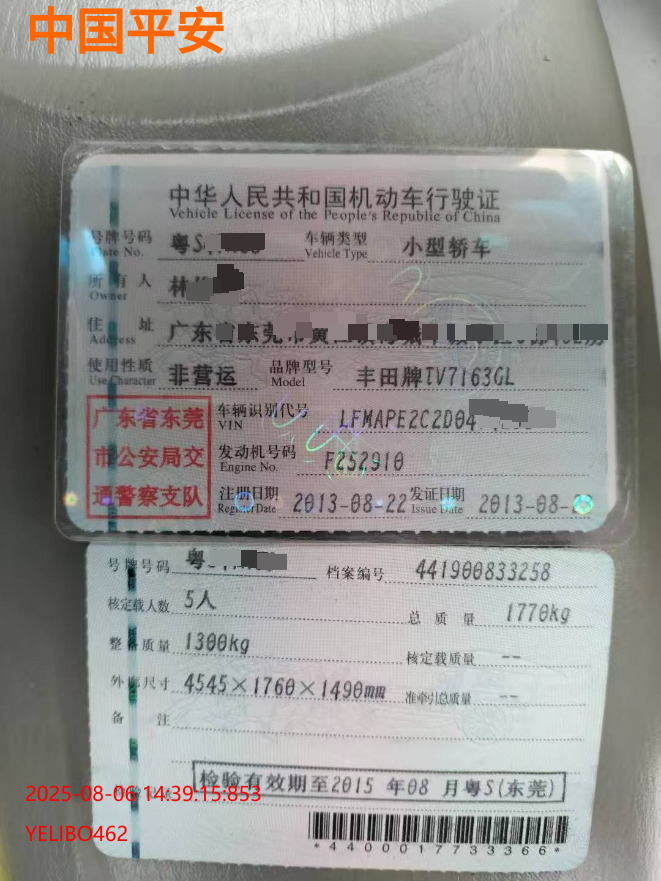 中国平安
中华人民共和国机动车行驶证
Vehicle License of the People's Republic of China
号牌号码 粤S 车辆类型 小型轿车
Plate No. Vehicle Type
所有人 林
Owner
住址 广东省东莞市黄
Address
使用性质 非营运 品牌型号 丰田牌TV7163GL
Use Character Model
广东省东莞 车辆识别代号 LFMAPE2C2D04
VIN
市公安局交 发动机号码 F252910
Engine No.
通警察支队 注册日期 2013-08-22 发证日期 2013-08-
Register Date Issue Date
号牌号码 粤S 档案编号 441900833258
核定载人数 5人 总质量 1770kg
整备质量 1300kg 核定载质量 --
外廓尺寸 4545×1760×1490mm 准牵引总质量 --
备注
检验有效期至2015 年08 月粤S(东莞)
2025-08-06 14:39:15:853
YELIBO462
*4400017733366*